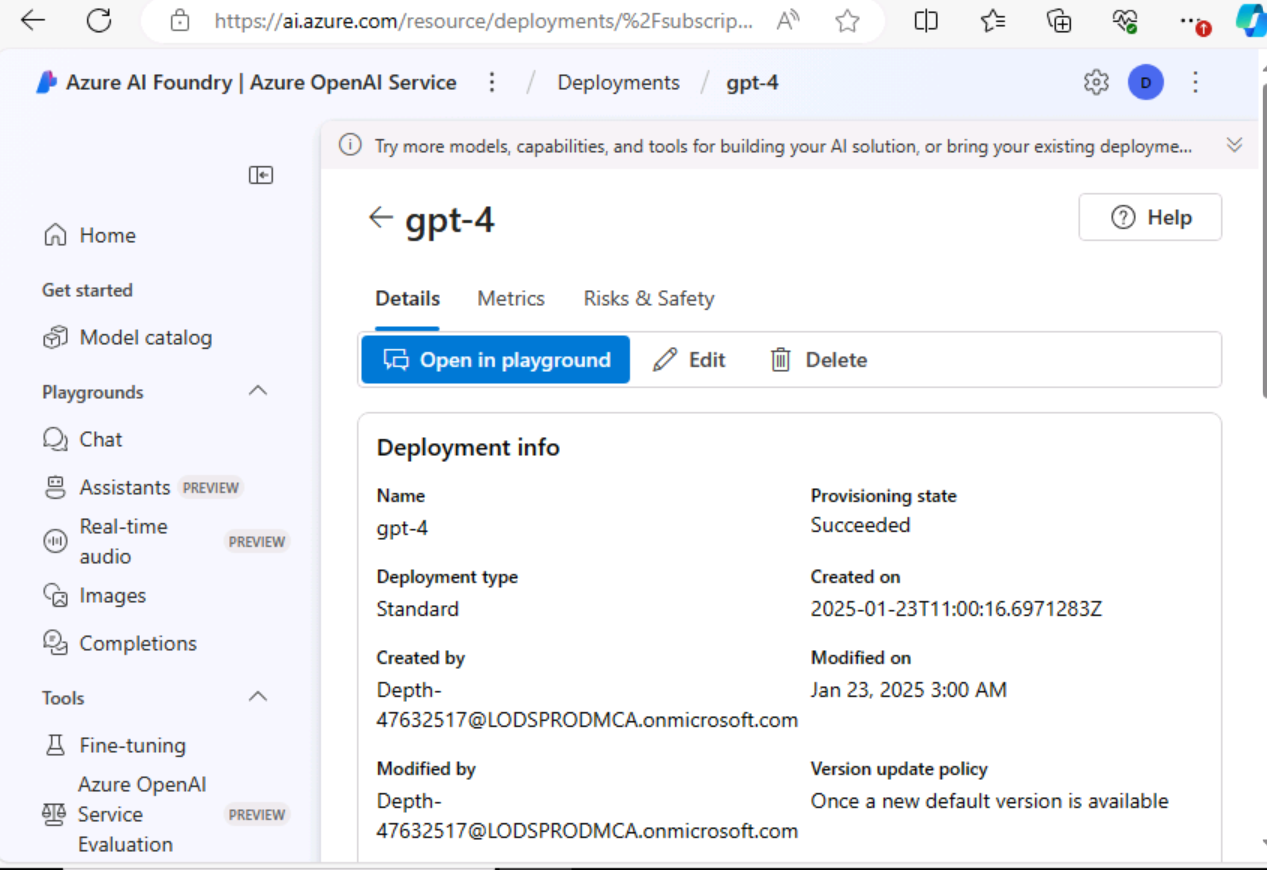 https://ai.azure.com/resource/deployments/%2Fsubscrip...
Azure AI Foundry | Azure OpenAI Service / Deployments / gpt-4
D
Try more models, capabilities, and tools for building your AI solution, or bring your existing deployme...
Home
Get started
Model catalog
Playgrounds
Chat
Assistants PREVIEW
Real-time
audio
PREVIEW
Images
Completions
Tools
Fine-tuning
Azure OpenAI
Service
Evaluation
PREVIEW
gpt-4
Help
Details Metrics Risks & Safety
Open in playground Edit Delete
Deployment info
Name
gpt-4
Provisioning state
Succeeded
Deployment type
Standard
Created on
2025-01-23T11:00:16.6971283Z
Created by
Depth-
47632517@LODSPRODMCA.onmicrosoft.com
Modified on
Jan 23, 2025 3:00 AM
Modified by
Depth-
47632517@LODSPRODMCA.onmicrosoft.com
Version update policy
Once a new default version is available